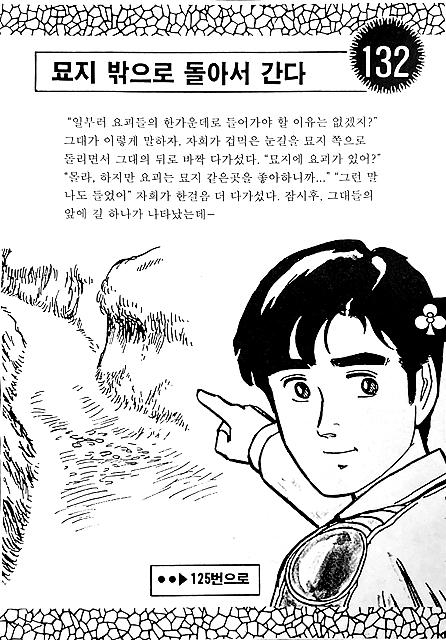 132
묘지 밖으로 돌아서 간다
"일부러 요괴들의 한가운데로 들어가야 할 이유는 없겠지?"
그대가 이렇게 말하자, 자희가 겁먹은 눈길을 묘지 쪽으로
돌리면서 그대의 뒤로 바짝 다가섰다. "묘지에 요괴가 있어?"
"몰라, 하지만 요괴는 묘지 같은곳을 좋아하니까..." "그런 말
나도 들었어" 자희가 한걸음 더 다가섰다. 잠시후, 그대들의
앞에 길 하나가 나타났는데—
●●▶125번으로